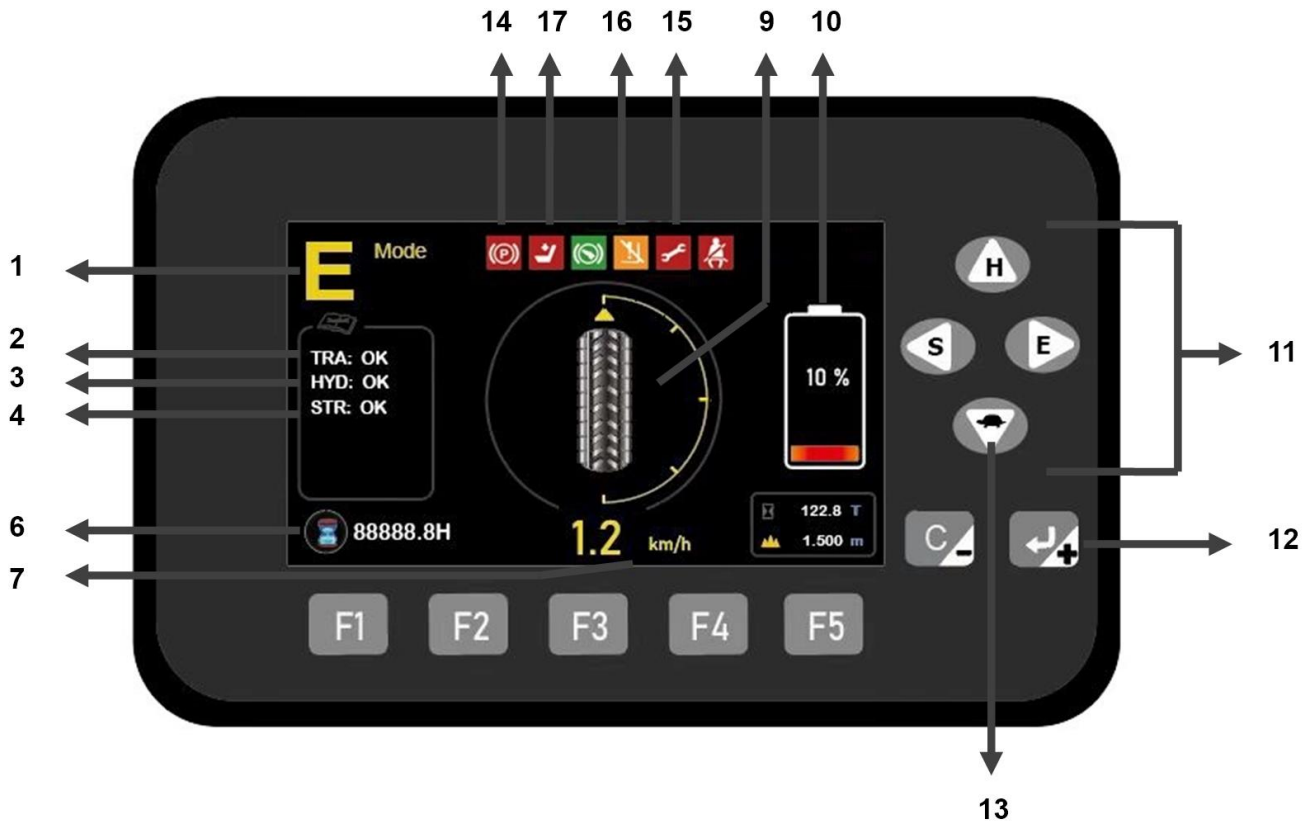 14 17 16 15 9 10
1
2
3
4
6
7
E Mode
TRA: OK
HYD: OK
STR: OK
88888.8H
P
1.2 km/h
10 %
122.8 T
1.500 m
H
S E
C - +
11
12
F1 F2 F3 F4 F5
13